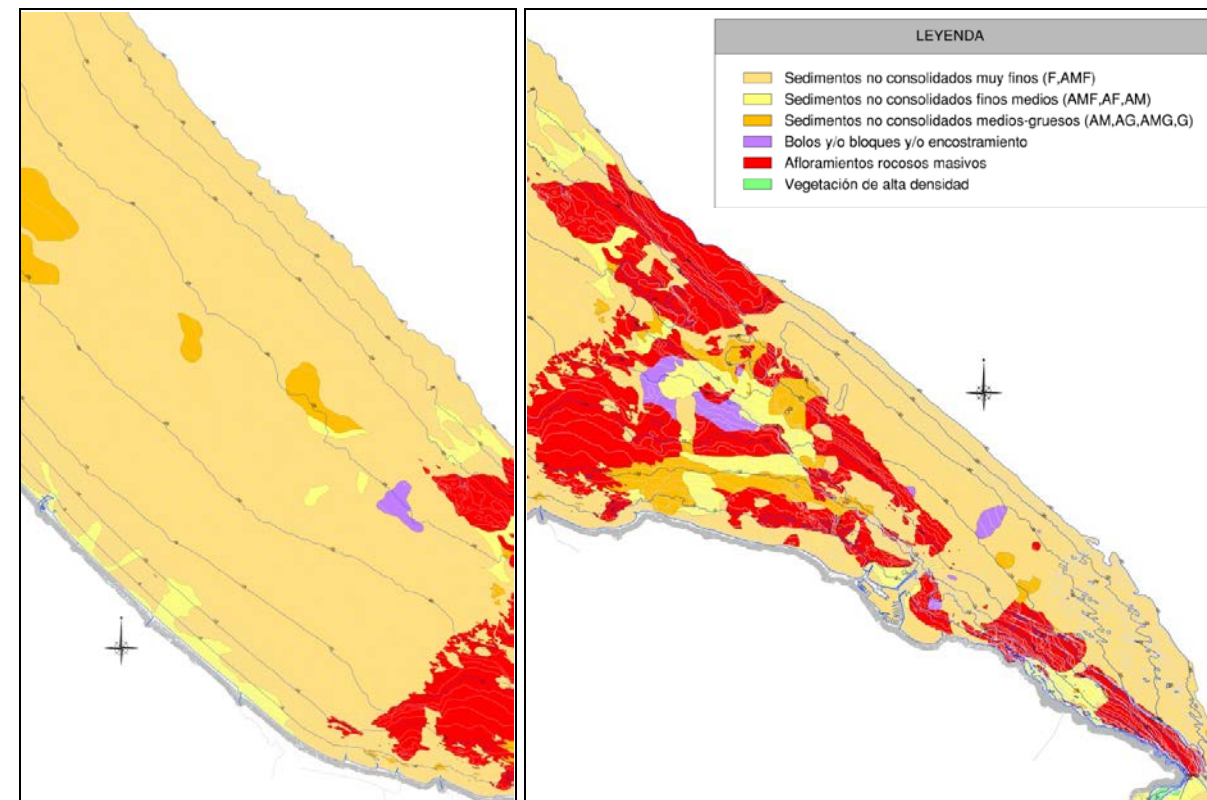 LEYENDA
Sedimentos no consolidados muy finos (F,AMF)
Sedimentos no consolidados finos medios (AMF,AF,AM)
Sedimentos no consolidados medios-gruesos (AM,AG,AMG,G)
Bolos y/o bloques y/o encostramiento
Afloramientos rocosos masivos
Vegetación de alta densidad